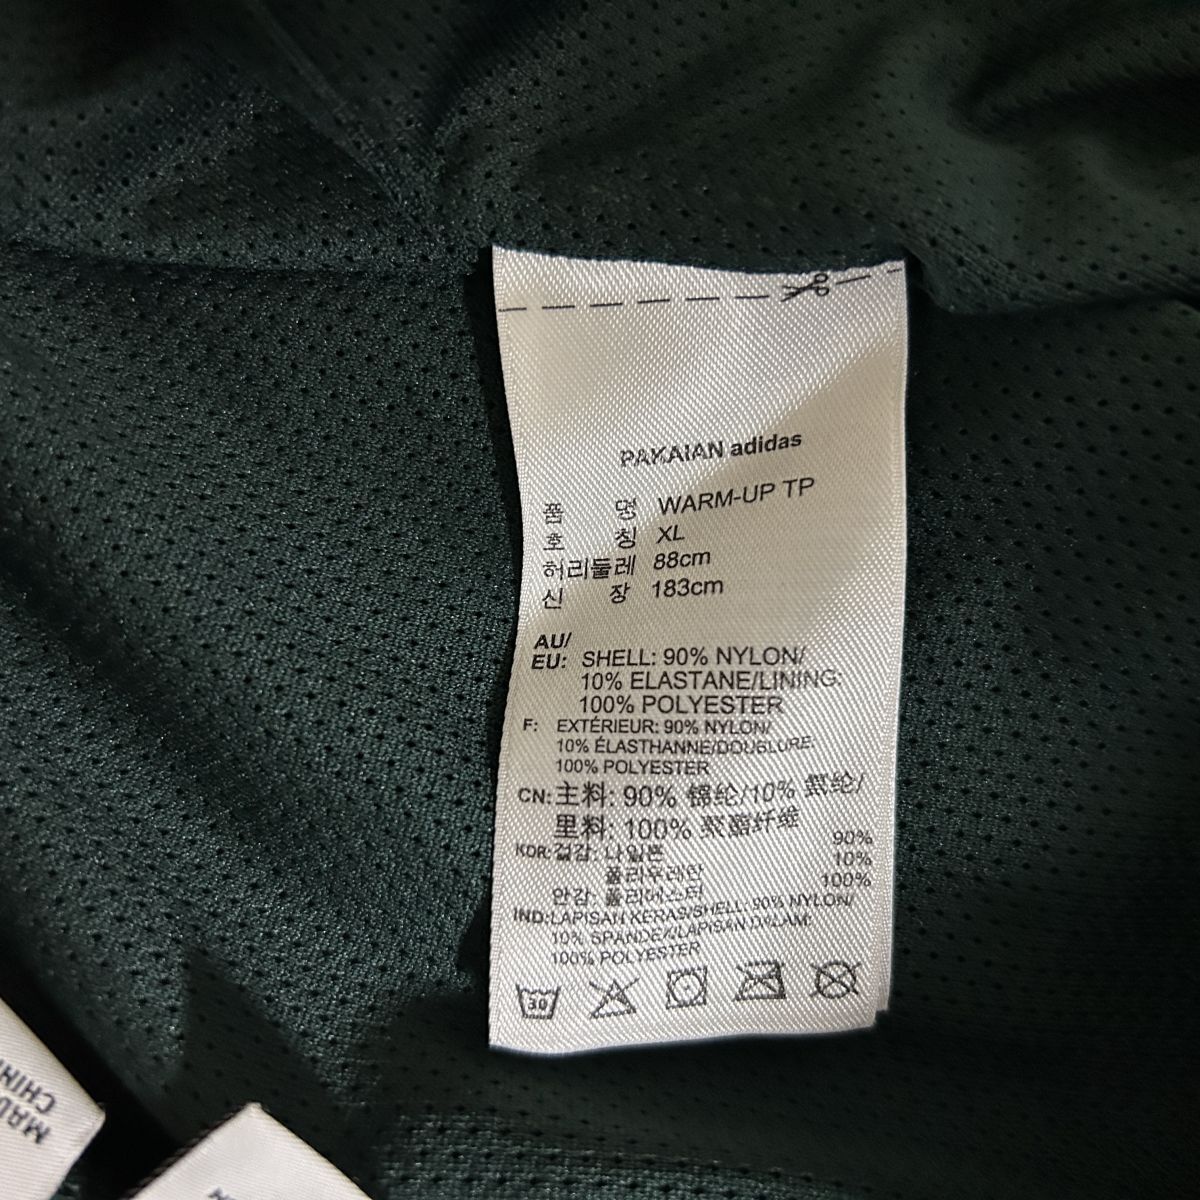 PAKAIAN adidas
품 명 WARM-UP TP
호 칭 XL
허리둘레 88cm
신 장 183cm
AU/
EU: SHELL: 90% NYLON/
10% ELASTANE/LINING:
100% POLYESTER
F: EXTÉRIEUR: 90% NYLON/
10% ÉLASTHANNE/DOUBLURE:
100% POLYESTER
CN: 主料: 90% 锦纶/10% 氨纶/
里料: 100% 聚酯纤维
KOR: 겉감: 나일론 90%
폴리우레탄 10%
안감: 폴리에스터 100%
IND: LAPISAN KERAS/SHELL: 90% NYLON/
10% SPANDEX/LAPISAN DALAM:
100% POLYESTER
30
MAD
CHIN